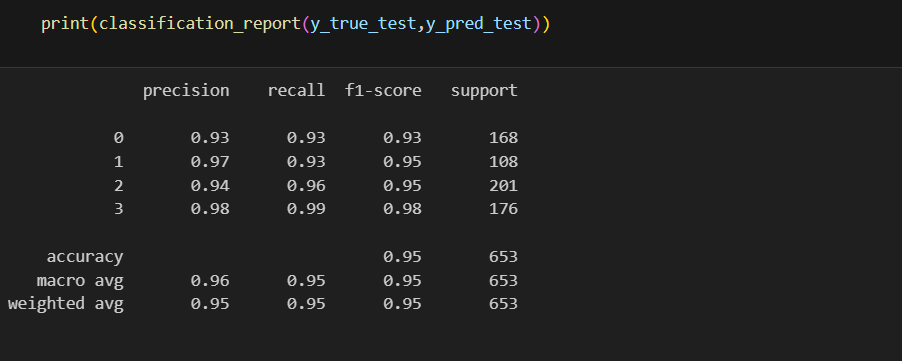 print(classification_report(y_true_test,y_pred_test))
precision recall f1-score support
0 0.93 0.93 0.93 168
1 0.97 0.93 0.95 108
2 0.94 0.96 0.95 201
3 0.98 0.99 0.98 176
accuracy 0.95 653
macro avg 0.96 0.95 0.95 653
weighted avg 0.95 0.95 0.95 653